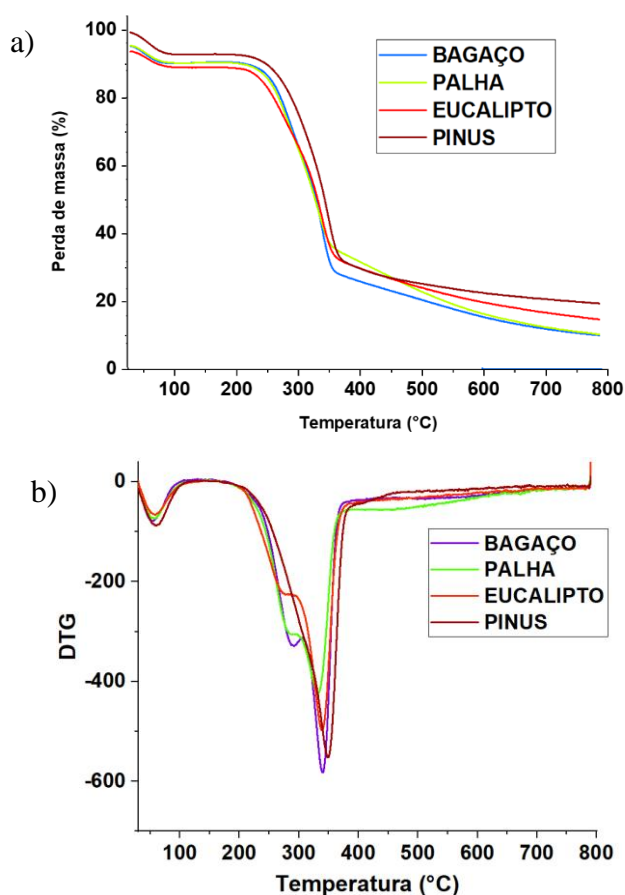 a)
100
80
60
40
20
0
Perda de massa (%)
BAGAÇO
PALHA
EUCALIPTO
PINUS
100 200 300 400 500 600 700 800
Temperatura (°C)
b)
0
-200
-400
-600
DTG
BAGAÇO
PALHA
EUCALIPTO
PINUS
100 200 300 400 500 600 700 800
Temperatura (°C)